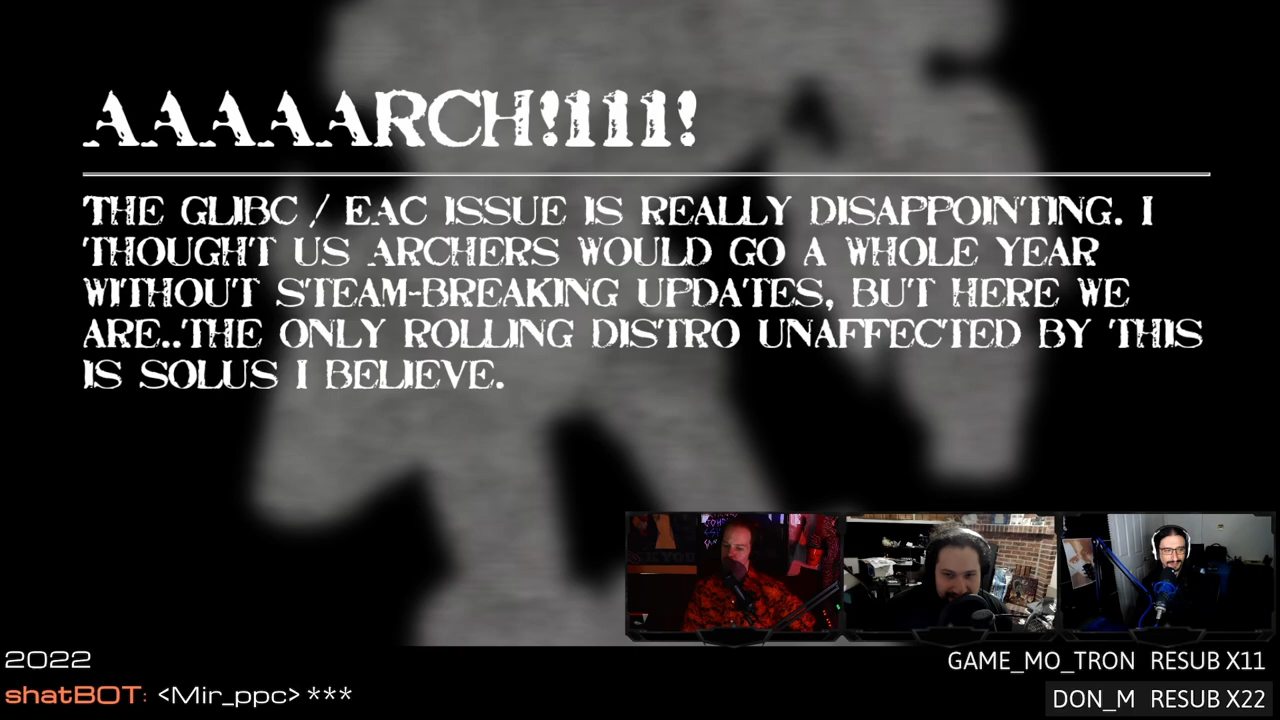 AAAAARCH!111!
THE GLIBC / EAC ISSUE IS REALLY DISAPPOINTING. I
THOUGHT US ARCHERS WOULD GO A WHOLE YEAR
WITHOUT STEAM-BREAKING UPDATES, BUT HERE WE
ARE..THE ONLY ROLLING DISTRO UNAFFECTED BY THIS
IS SOLUS I BELIEVE.
2022
shatBOT: <Mir_ppc> ***
GAME_MO_TRON RESUB X11
DON_M RESUB X22